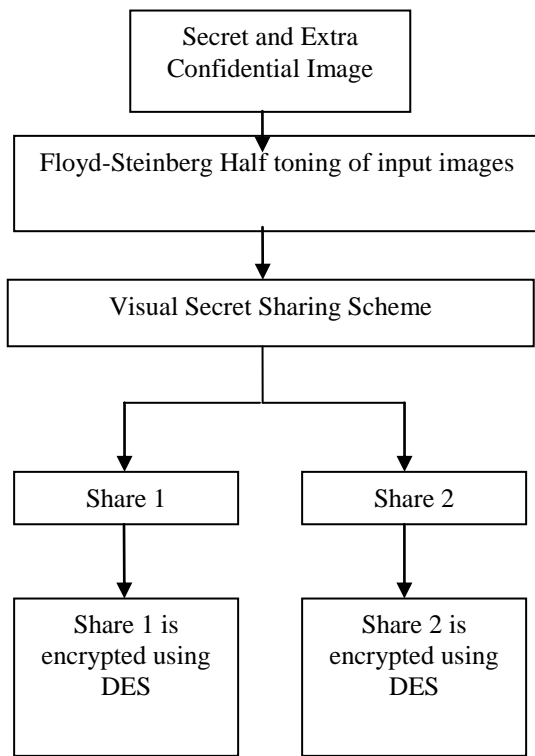 Secret and Extra
Confidential Image
Floyd-Steinberg Half toning of input images
Visual Secret Sharing Scheme
Share 1
Share 2
Share 1 is
encrypted using
DES
Share 2 is
encrypted using
DES